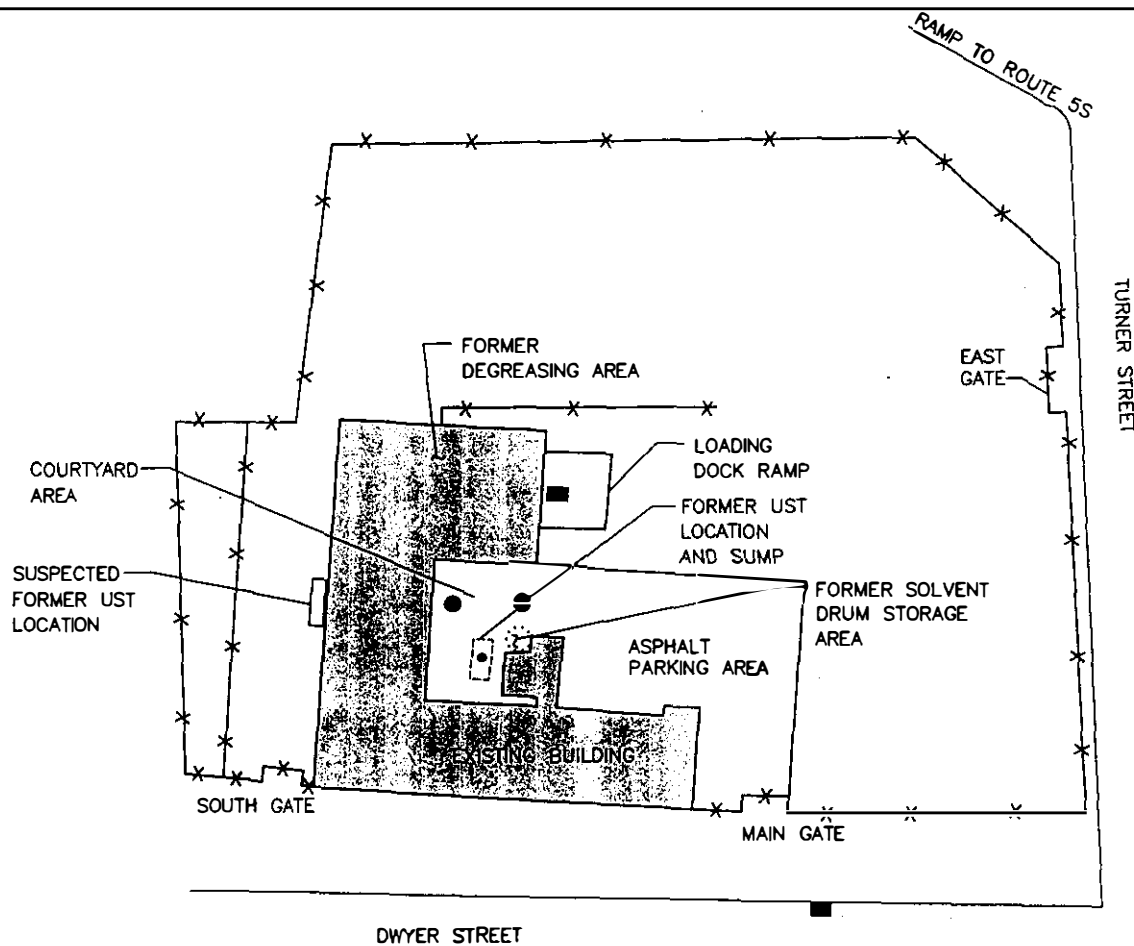 RAMP TO ROUTE 5S
TURNER STREET
EAST
GATE
FORMER
DEGREASING AREA
LOADING
DOCK RAMP
COURTYARD
AREA
FORMER UST
LOCATION
AND SUMP
SUSPECTED
FORMER UST
LOCATION
FORMER SOLVENT
DRUM STORAGE
AREA
ASPHALT
PARKING AREA
EXISTING BUILDING
SOUTH GATE
MAIN GATE
DWYER STREET